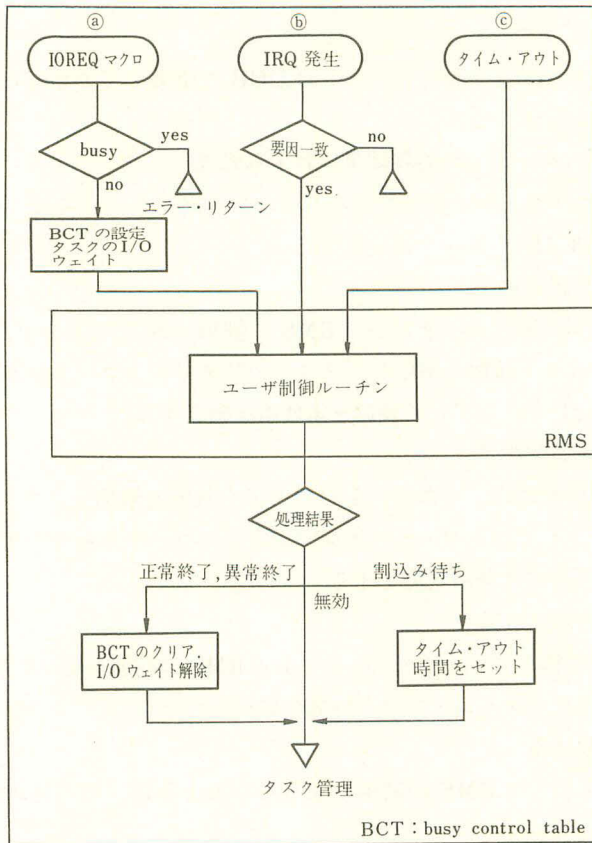 ⓐ ⓑ ⓒ
IOREQ マクロ
IRQ 発生
タイム・アウト
busy
yes
no
要因一致
no
yes.
エラー・リターン
BCT の設定
タスクの I/O
ウェイト
ユーザ制御ルーチン
RMS
処理結果
正常終了, 異常終了
無効
割込み待ち
BCT のクリア.
I/O ウェイト解除
タイム・アウト
時間をセット
タスク管理
BCT : busy control table